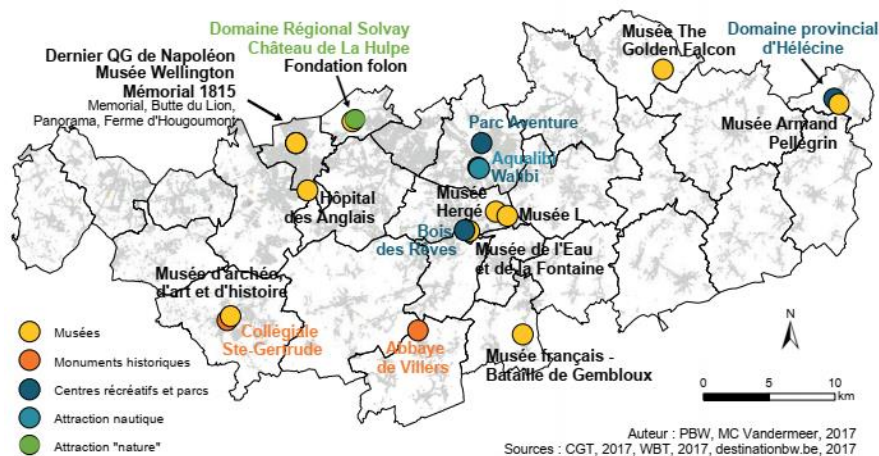 Domaine Régional Solvay
Château de La Hulpe
Fondation folon
Dernier QG de Napoléon
Musée Wellington
Mémorial 1815
Memorial, Butte du Lion,
Panorama, Ferme d'Hougoumont
Musée The
Golden Falcon
Domaine provincial
d'Hélécine
Musée Armand
Pellegrin
Parc Aventure
Aqualibi
Walibi
Hôpital
des Anglais
Musée
Hergé
Musée L
Bois
des Rêves
Musée de l'Eau
et de la Fontaine
Musée d'archéo,
d'art et d'histoire
Collégiale
Ste-Gertrude
Abbaye
de Villers
Musée français -
Bataille de Gembloux
Musées
Monuments historiques
Centres récréatifs et parcs
Attraction nautique
Attraction "nature"
N
0 5 10
km
Auteur : PBW, MC Vandermeer, 2017
Sources : CGT, 2017, WBT, 2017, destinationbw.be, 2017